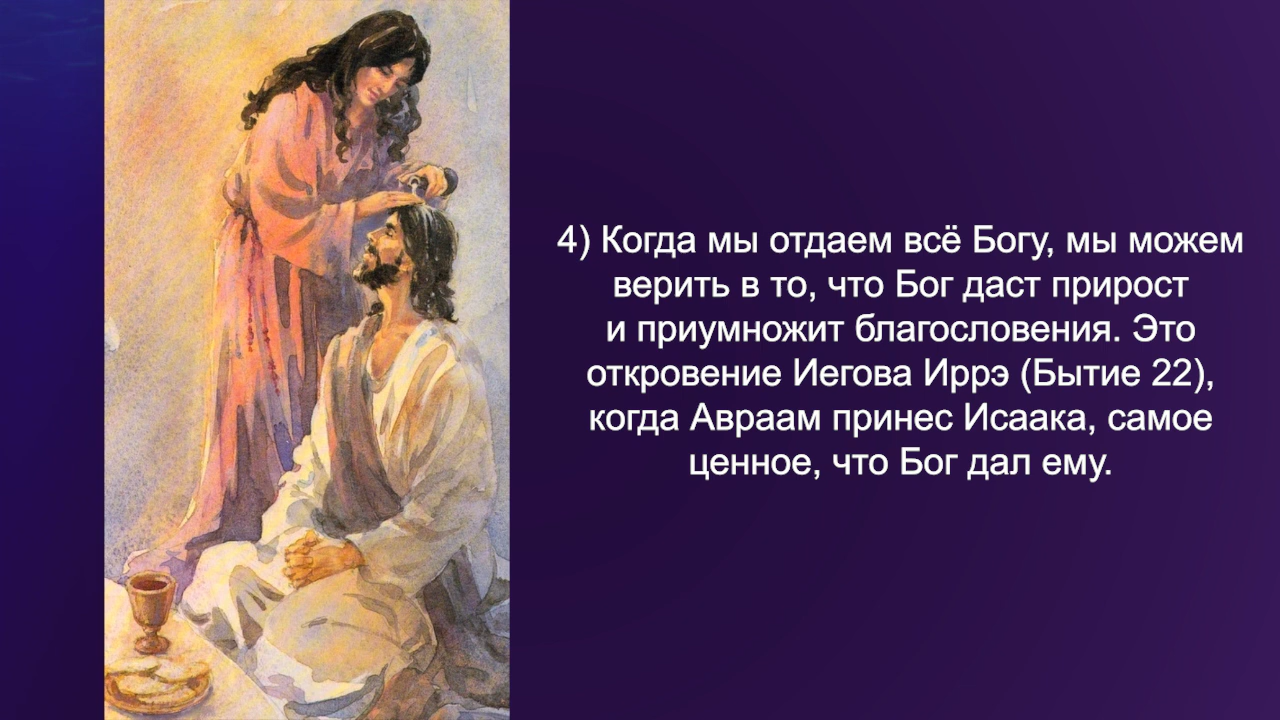 4) Когда мы отдаем всё Богу, мы можем
верить в то, что Бог даст прирост
и приумножит благословения. Это
откровение Иегова Иррэ (Бытие 22),
когда Авраам принес Исаака, самое
ценное, что Бог дал ему.